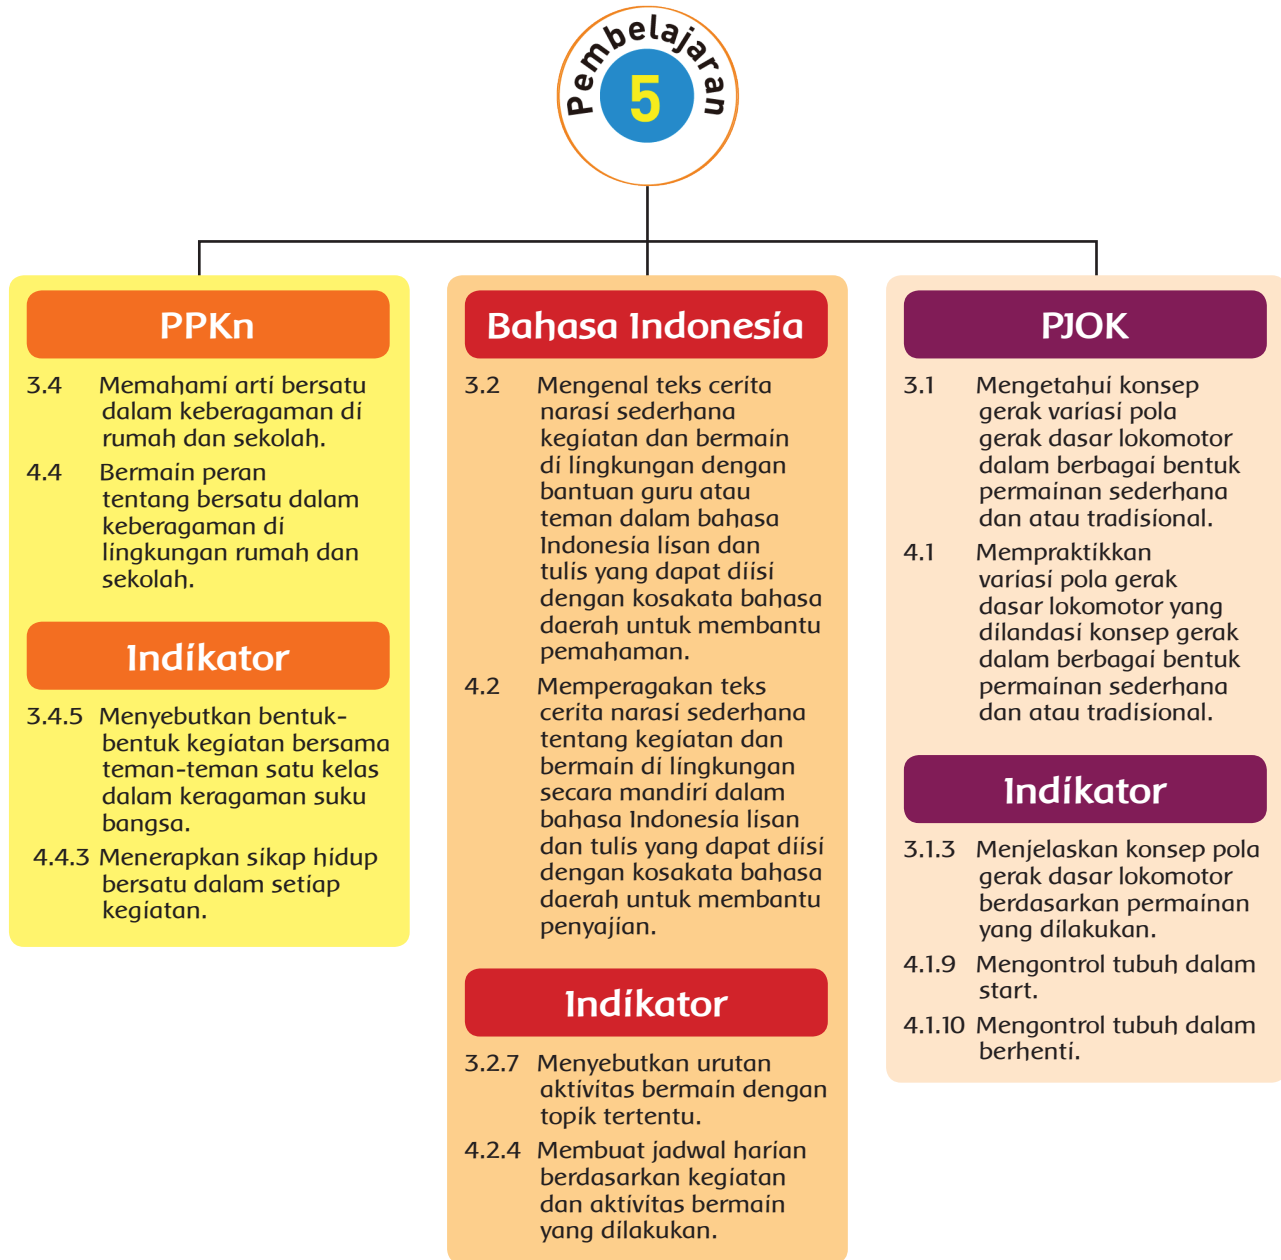 Pembelajaran
5
PPKn
3.4 Memahami arti bersatu
dalam keberagaman di
rumah dan sekolah.
4.4 Bermain peran
tentang bersatu dalam
keberagaman di
lingkungan rumah dan
sekolah.
Indikator
3.4.5 Menyebutkan bentuk-
bentuk kegiatan bersama
teman-teman satu kelas
dalam keragaman suku
bangsa.
4.4.3 Menerapkan sikap hidup
bersatu dalam setiap
kegiatan.
Bahasa Indonesia
3.2 Mengenal teks cerita
narasi sederhana
kegiatan dan bermain
di lingkungan dengan
bantuan guru atau
teman dalam bahasa
Indonesia lisan dan
tulis yang dapat diisi
dengan kosakata bahasa
daerah untuk membantu
pemahaman.
4.2 Memperagakan teks
cerita narasi sederhana
tentang kegiatan dan
bermain di lingkungan
secara mandiri dalam
bahasa Indonesia lisan
dan tulis yang dapat diisi
dengan kosakata bahasa
daerah untuk membantu
penyajian.
Indikator
3.2.7 Menyebutkan urutan
aktivitas bermain dengan
topik tertentu.
4.2.4 Membuat jadwal harian
berdasarkan kegiatan
dan aktivitas bermain
yang dilakukan.
PJOK
3.1 Mengetahui konsep
gerak variasi pola
gerak dasar lokomotor
dalam berbagai bentuk
permainan sederhana
dan atau tradisional.
4.1 Mempraktikkan
variasi pola gerak
dasar lokomotor yang
dilandasi konsep gerak
dalam berbagai bentuk
permainan sederhana
dan atau tradisional.
Indikator
3.1.3 Menjelaskan konsep pola
gerak dasar lokomotor
berdasarkan permainan
yang dilakukan.
4.1.9 Mengontrol tubuh dalam
start.
4.1.10 Mengontrol tubuh dalam
berhenti.